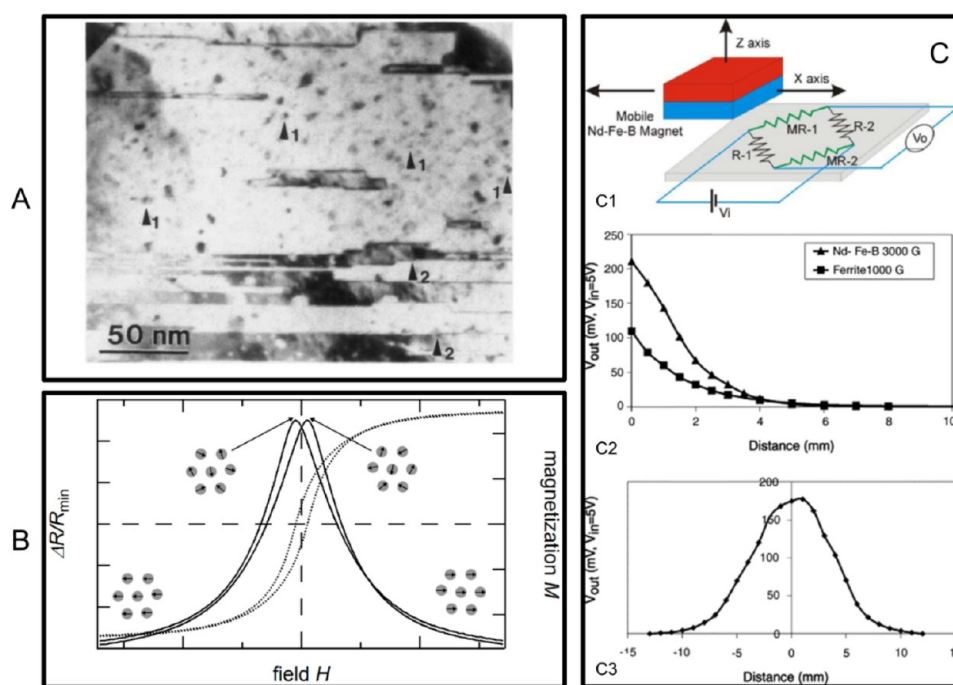 A
1
1
1
1
2
2
50 nm
B
ΔR/Rmin
magnetization M
field H
C
Z axis
X axis
Mobile
Nd-Fe-B Magnet
MR-1
R-2
R-1
MR-2
Vo
Vi
C1
250
200
150
100
50
0
Vout (mV, Vin=5V)
Nd- Fe-B 3000 G
Ferrite1000 G
0 2 4 6 8 10
Distance (mm)
C2
200
150
100
50
0
Vout (mV, Vin=5V)
-15 -10 -5 0 5 10
Distance (mm)
C3